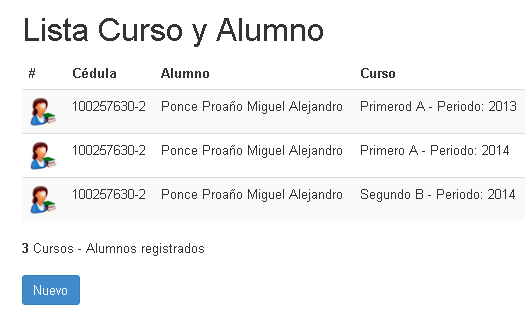 Lista Curso y Alumno
# Cédula Alumno Curso
100257630-2 Ponce Proaño Miguel Alejandro Primerod A - Periodo: 2013
100257630-2 Ponce Proaño Miguel Alejandro Primero A - Periodo: 2014
100257630-2 Ponce Proaño Miguel Alejandro Segundo B - Periodo: 2014
3 Cursos - Alumnos registrados
Nuevo